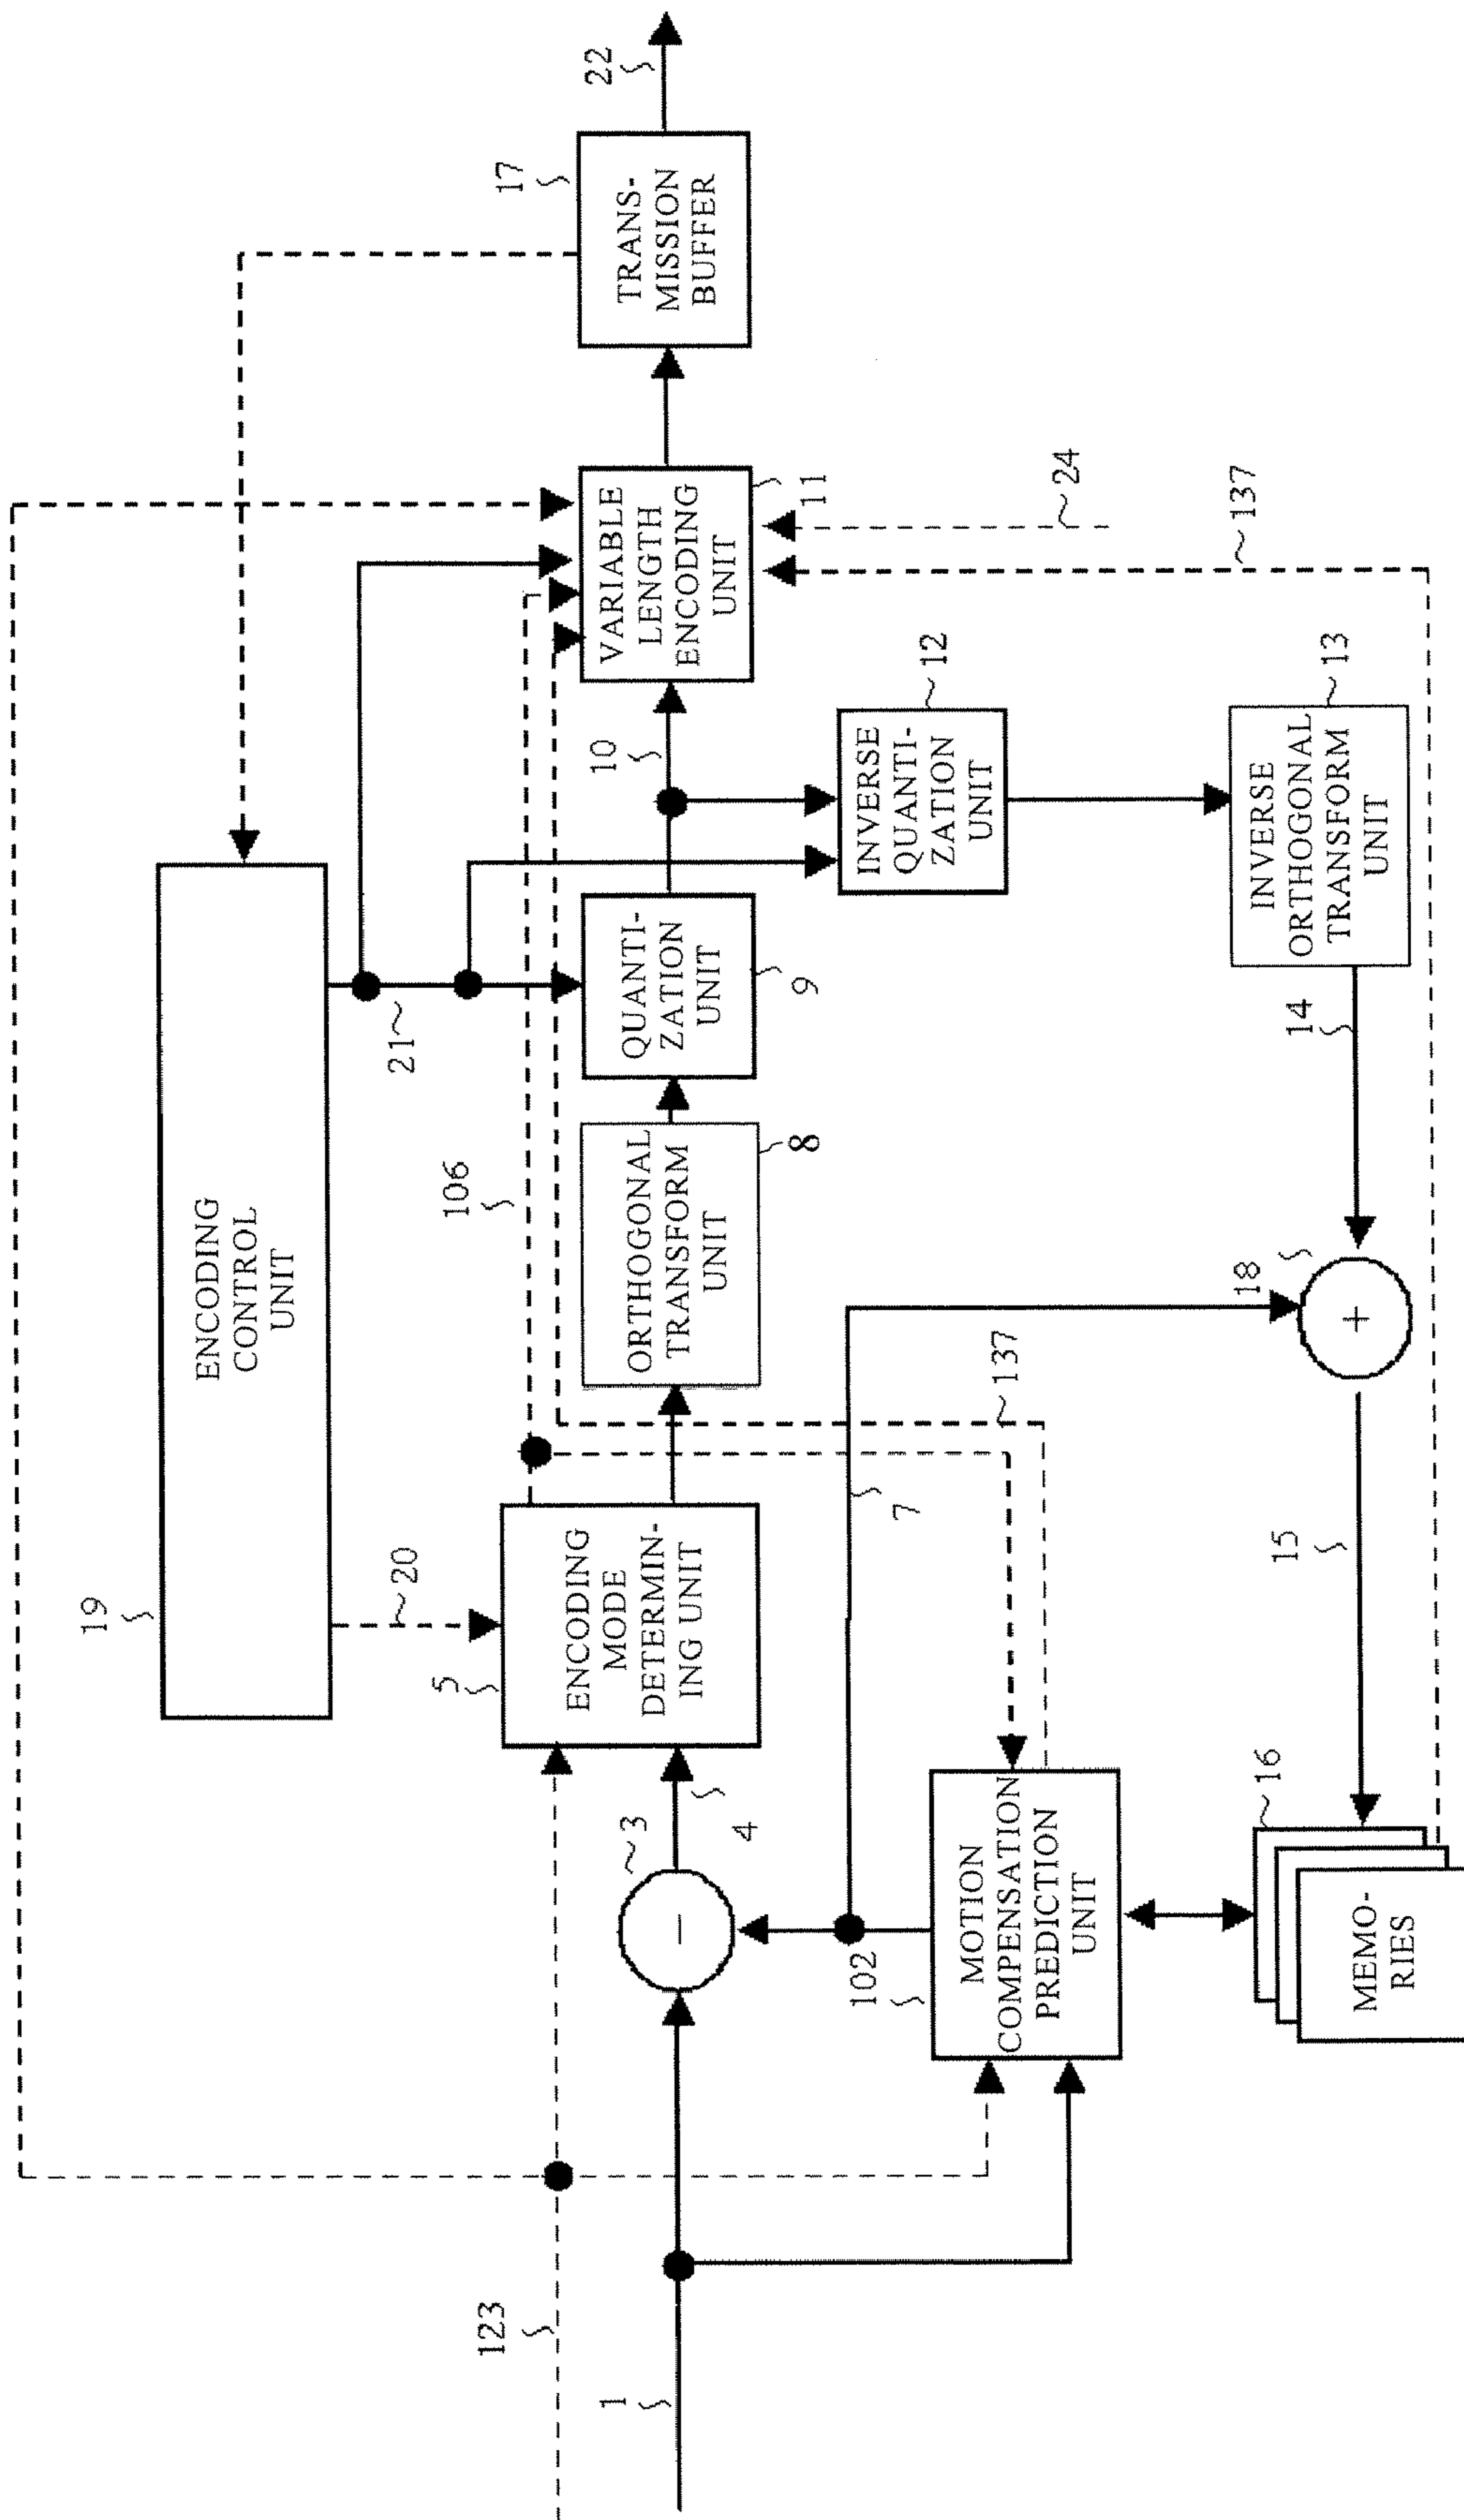 19
ENCODING
CONTROL
UNIT
20
21
106
5
ENCODING
MODE
DETERMIN-
ING UNIT
ORTHOGONAL
TRANSFORM
UNIT
8
QUANTI-
ZATION
UNIT
9
10
VARIABLE
LENGTH
ENCODING
UNIT
11
17
TRANS-
MISSION
BUFFER
22
24
137
123
1
3
4
102
MOTION
COMPENSATION
PREDICTION
UNIT
7
137
INVERSE
QUANTI-
ZATION
UNIT
12
INVERSE
ORTHOGONAL
TRANSFORM
UNIT
13
14
18
+
−
15
16
MEMO-
RIES